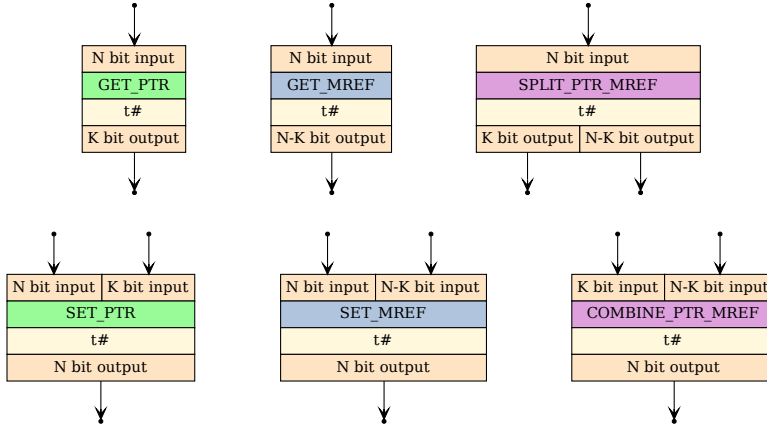 N bit input
GET_PTR
t#
K bit output
N bit input
GET_MREF
t#
N-K bit output
N bit input
SPLIT_PTR_MREF
t#
K bit output N-K bit output
N bit input K bit input
SET_PTR
t#
N bit output
N bit input N-K bit input
SET_MREF
t#
N bit output
K bit input N-K bit input
COMBINE_PTR_MREF
t#
N bit output